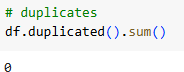 # duplicates
df.duplicated().sum()
0